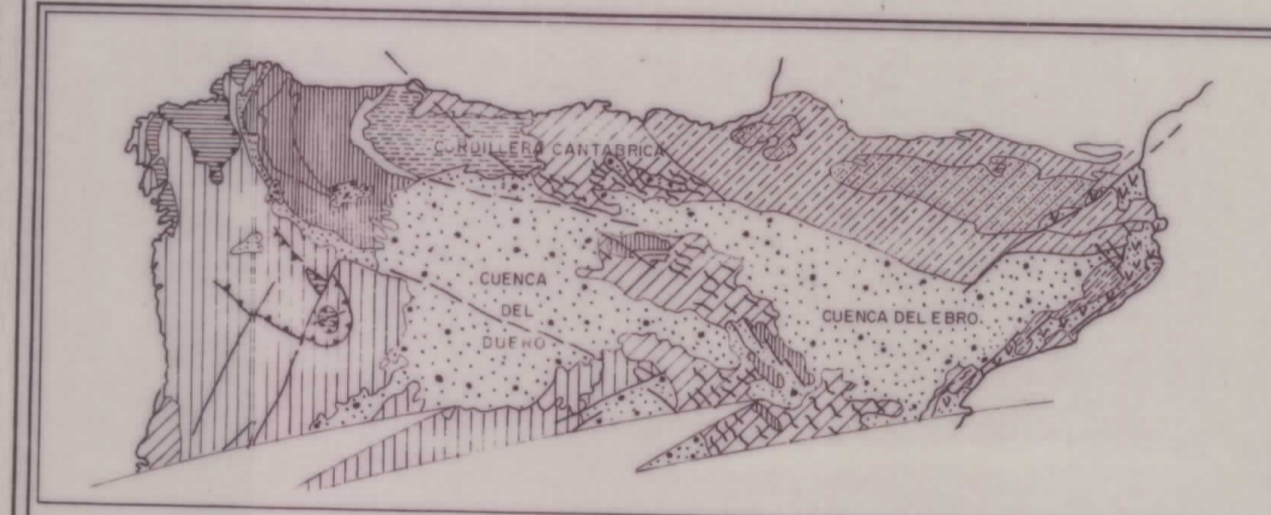 CORDILLERA CANTABRICA
CUENCA
DEL
DUERO
CUENCA DEL EBRO